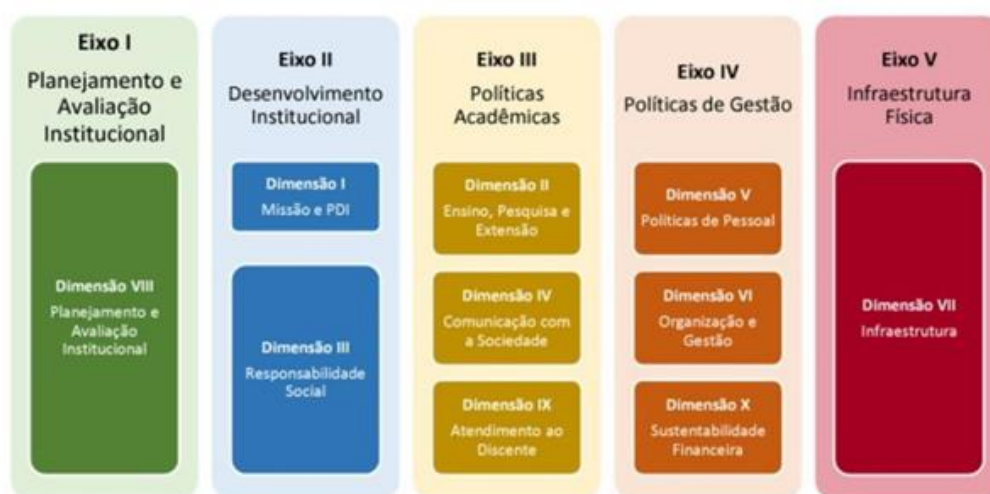 Eixo I
Planejamento e
Avaliação
Institucional
Dimensão VIII
Planejamento e
Avaliação
Institucional
Eixo II
Desenvolvimento
Institucional
Dimensão I
Missão e PDI
Dimensão III
Responsabilidade
Social
Eixo III
Políticas
Acadêmicas
Dimensão II
Ensino, Pesquisa e
Extensão
Dimensão IV
Comunicação com
a Sociedade
Dimensão IX
Atendimento ao
Discente
Eixo IV
Políticas de Gestão
Dimensão V
Políticas de Pessoal
Dimensão VI
Organização e
Gestão
Dimensão X
Sustentabilidade
Financeira
Eixo V
Infraestrutura
Física
Dimensão VII
Infraestrutura